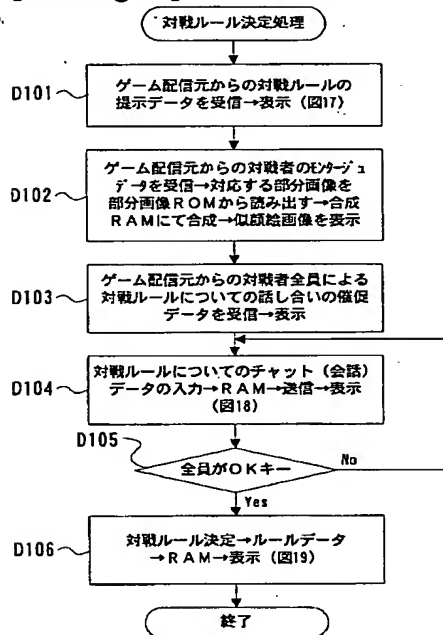 対戦ルール決定処理
D101
ゲーム配信元からの対戦ルールの
提示データを受信→表示 (図17)
D102
ゲーム配信元からの対戦者のモンタージュ
データを受信→対応する部分画像を
部分画像ROMから読み出す→合成
RAMにて合成→似顔絵画像を表示
D103
ゲーム配信元からの対戦者全員による
対戦ルールについての話し合いの催促
データを受信→表示
D104
対戦ルールについてのチャット (会話)
データの入力→RAM→送信→表示
(図18)
D105
全員がOKキー
No
Yes
D106
対戦ルール決定→ルールデータ
→RAM→表示 (図19)
終了